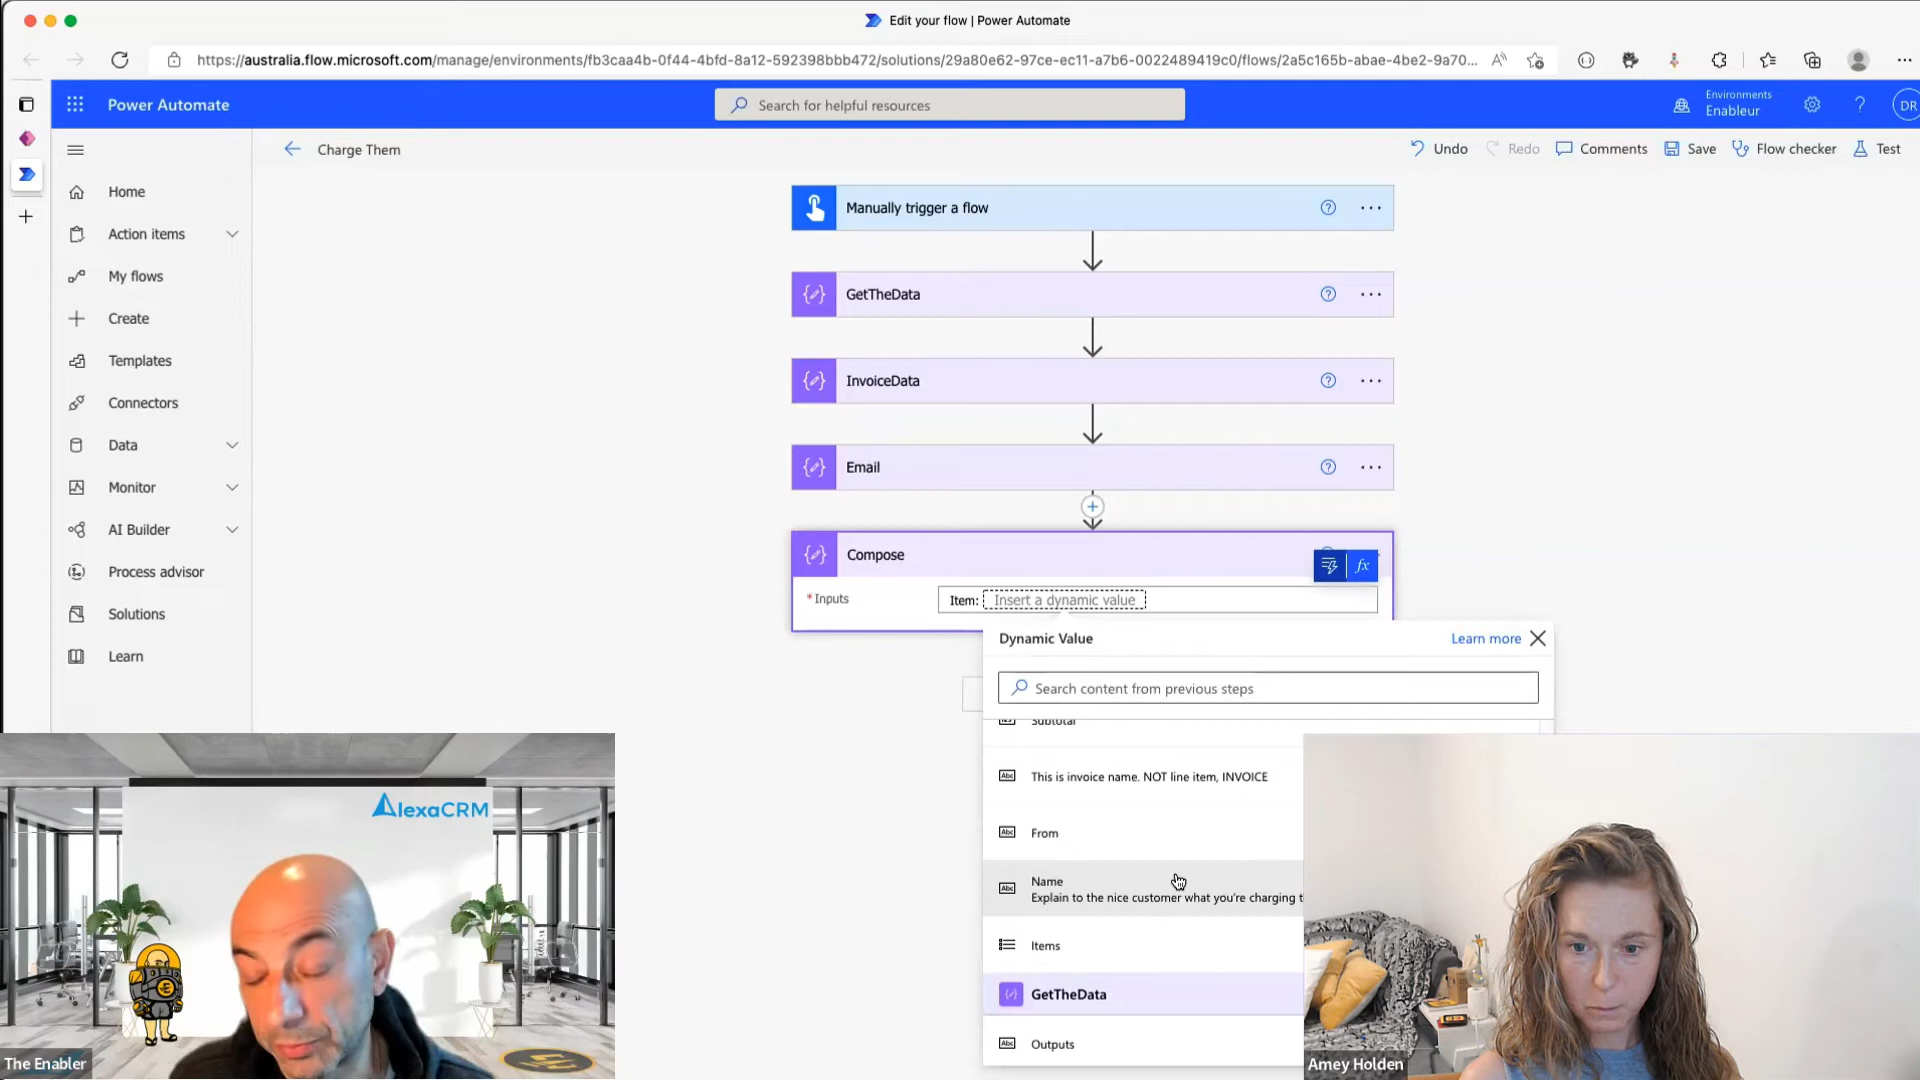 Edit your flow | Power Automate
https://australia.flow.microsoft.com/manage/environments/fb3caa4b-0f44-4bfd-8a12-592398bbb472/solutions/29a80e62-97ce-ec11-a7b6-0022489419c0/flows/2a5c165b-abae-4be2-9a70...
Power Automate
Search for helpful resources
Environments
Enableur
DR
Charge Them
Undo
Redo
Comments
Save
Flow checker
Test
Home
Action items
My flows
Create
Templates
Connectors
Data
Monitor
AI Builder
Process advisor
Solutions
Learn
Manually trigger a flow
GetTheData
InvoiceData
Email
Compose
fx
* Inputs
Item: Insert a dynamic value
Dynamic Value
Learn more
Search content from previous steps
Subtotal
This is invoice name. NOT line item, INVOICE
From
Name
Explain to the nice customer what you're charging t
Items
GetTheData
Outputs
AlexaCRM
The Enabler
Amey Holden